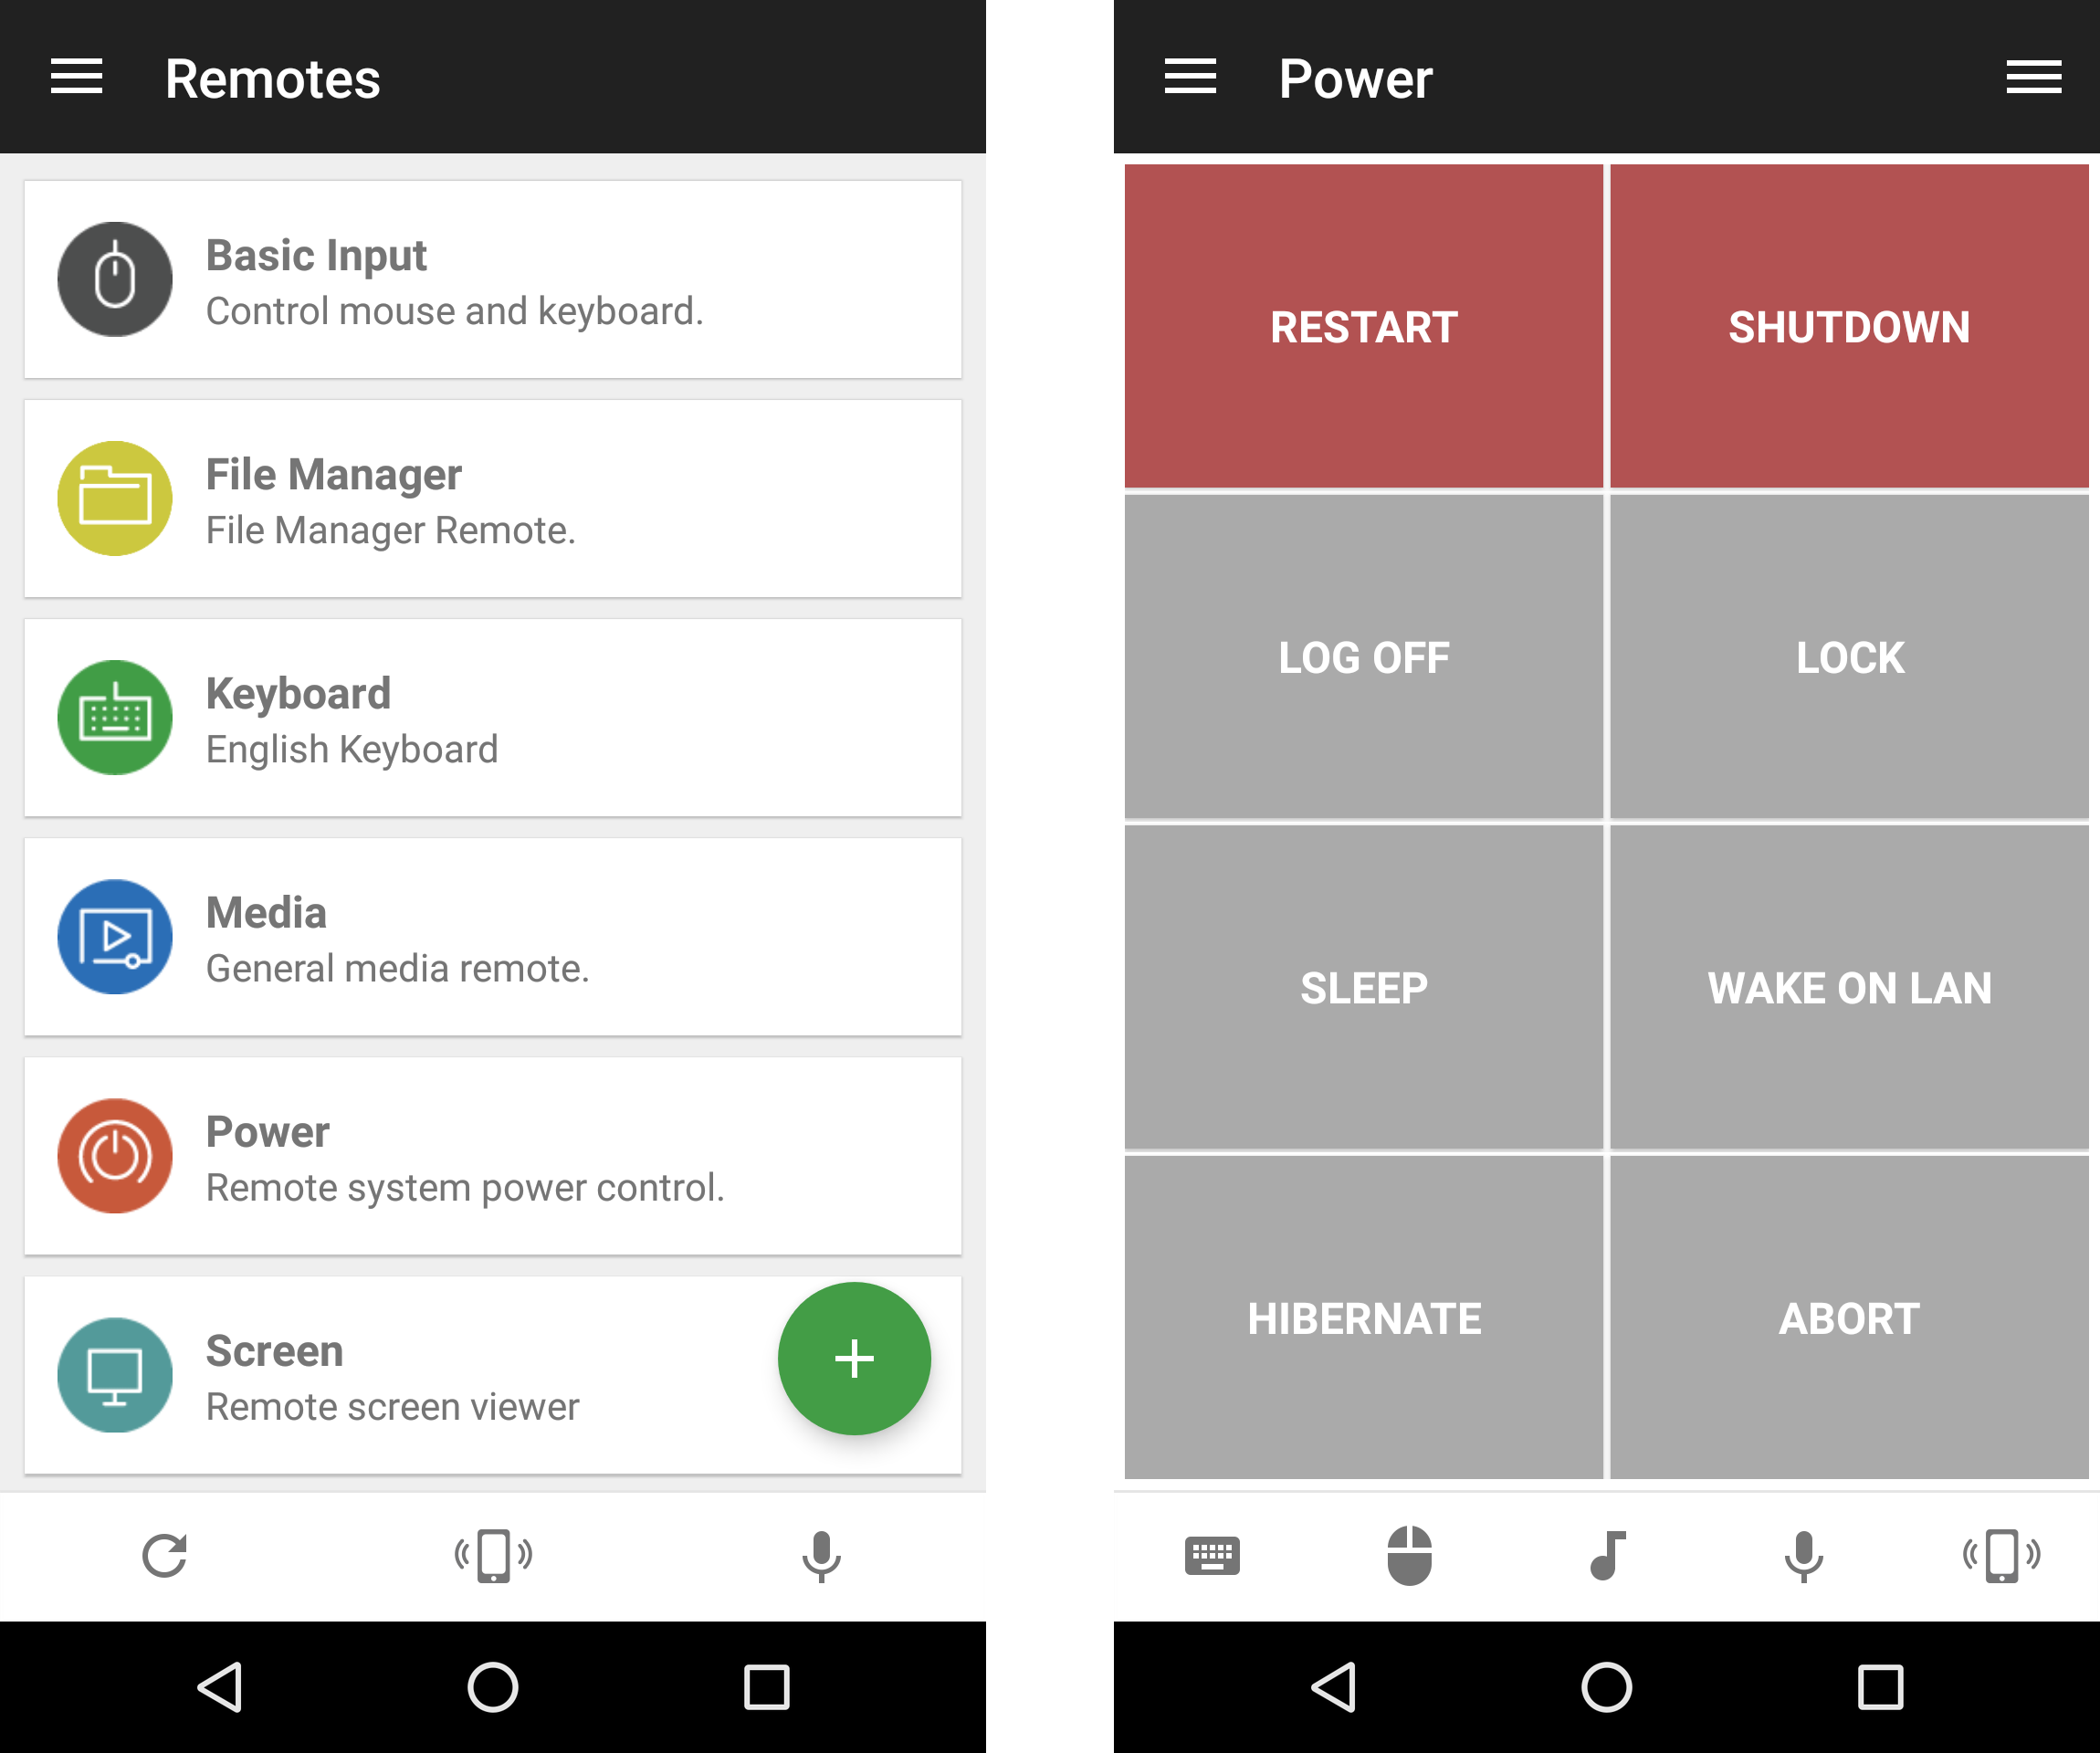 Remotes
Basic Input
Control mouse and keyboard.
File Manager
File Manager Remote.
Keyboard
English Keyboard
Media
General media remote.
Power
Remote system power control.
Screen
Remote screen viewer
Power
RESTART
SHUTDOWN
LOG OFF
LOCK
SLEEP
WAKE ON LAN
HIBERNATE
ABORT